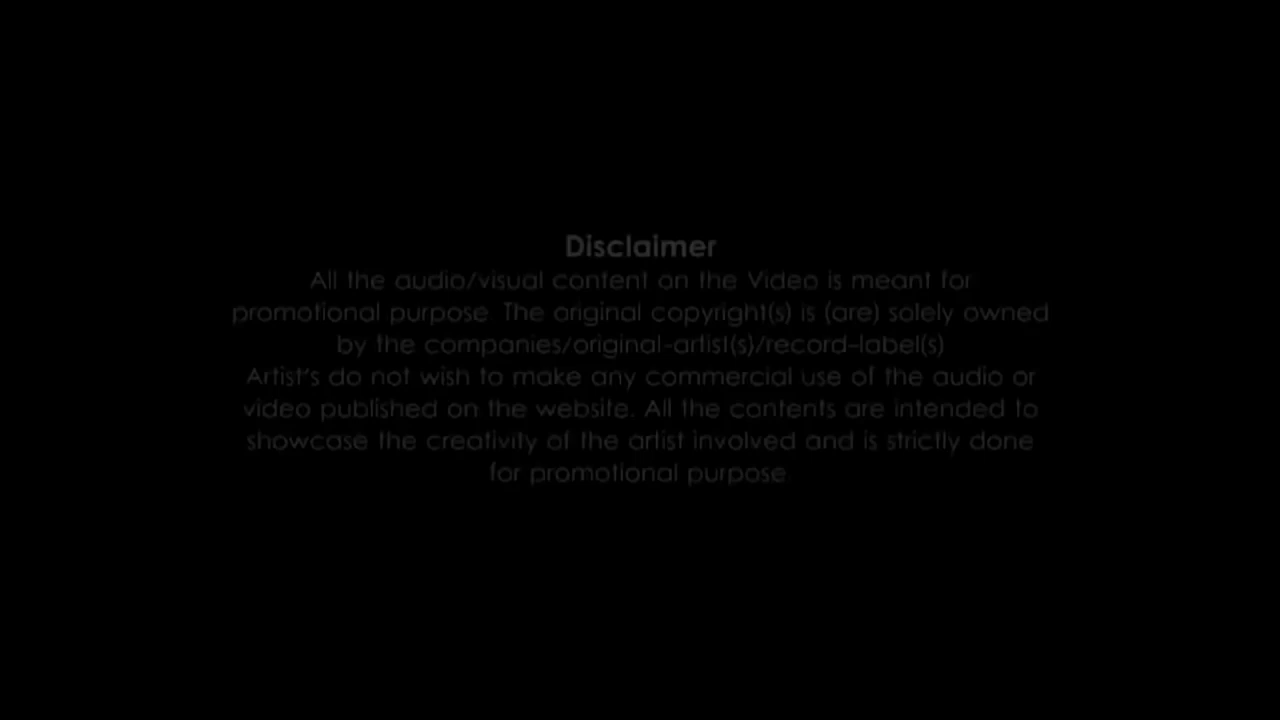 Disclaimer
All the audio/visual content on the Video is meant for
promotional purpose. The original copyright(s) is (are) solely owned
by the companies/original-artist(s)/record-label(s)
Artist's do not wish to make any commercial use of the audio or
video published on the website. All the contents are intended to
showcase the creativity of the artist involved and is strictly done
for promotional purpose.